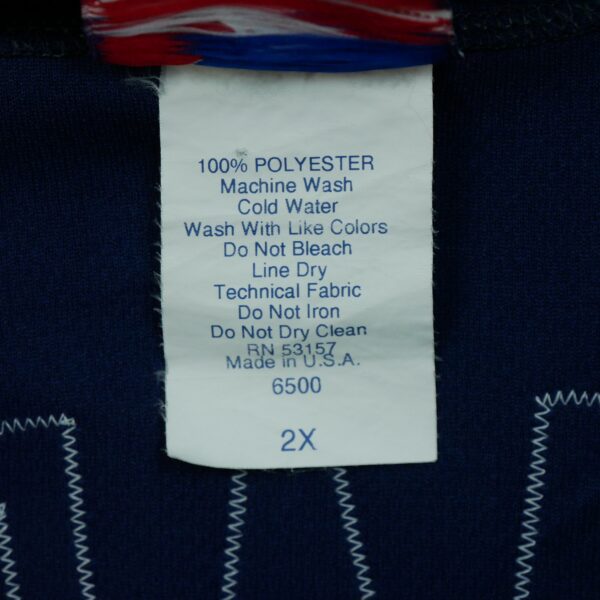 100% POLYESTER
Machine Wash
Cold Water
Wash With Like Colors
Do Not Bleach
Line Dry
Technical Fabric
Do Not Iron
Do Not Dry Clean
RN 53157
Made in U.S.A.
6500
2X